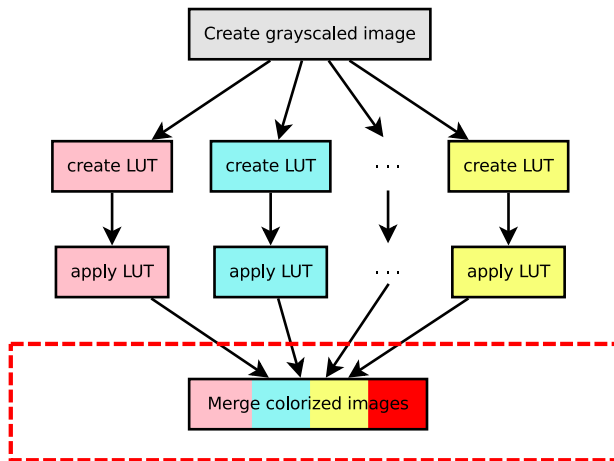 Create grayscaled image
create LUT
create LUT
. . .
create LUT
apply LUT
apply LUT
. . .
apply LUT
Merge colorized images